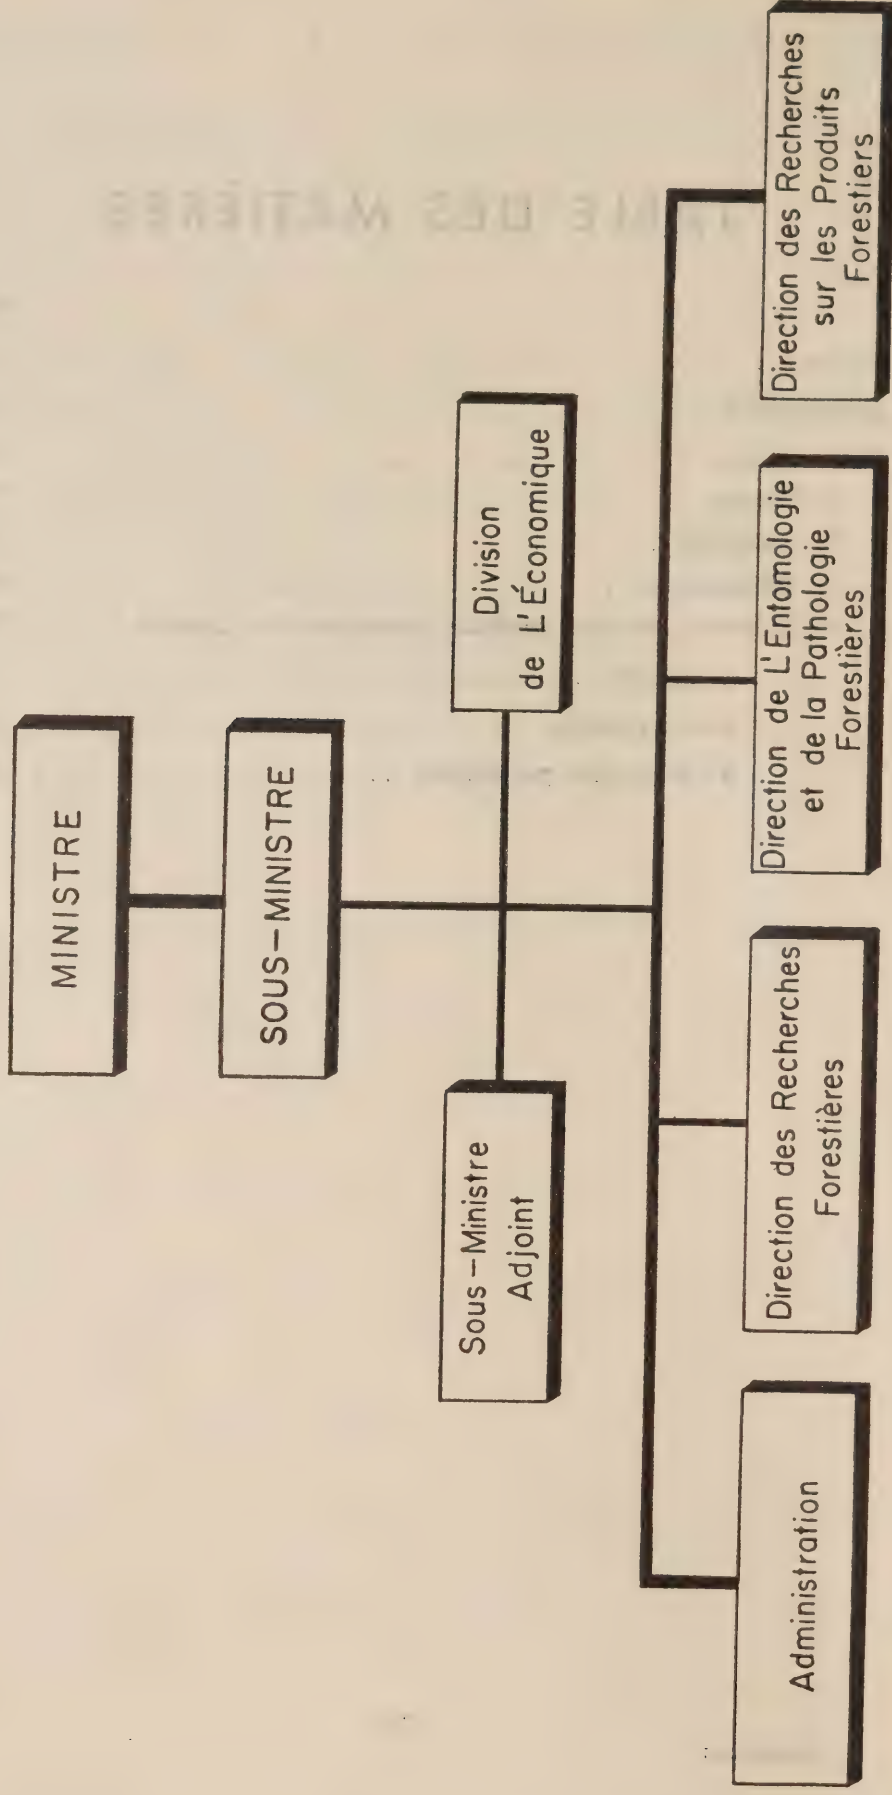 MINISTRE
SOUS-MINISTRE
Sous-Ministre
Adjoint
Division
de L'Économique
Administration
Direction des Recherches
Forestières
Direction de L'Entomologie
et de la Pathologie
Forestières
Direction des Recherches
sur les Produits
Forestiers